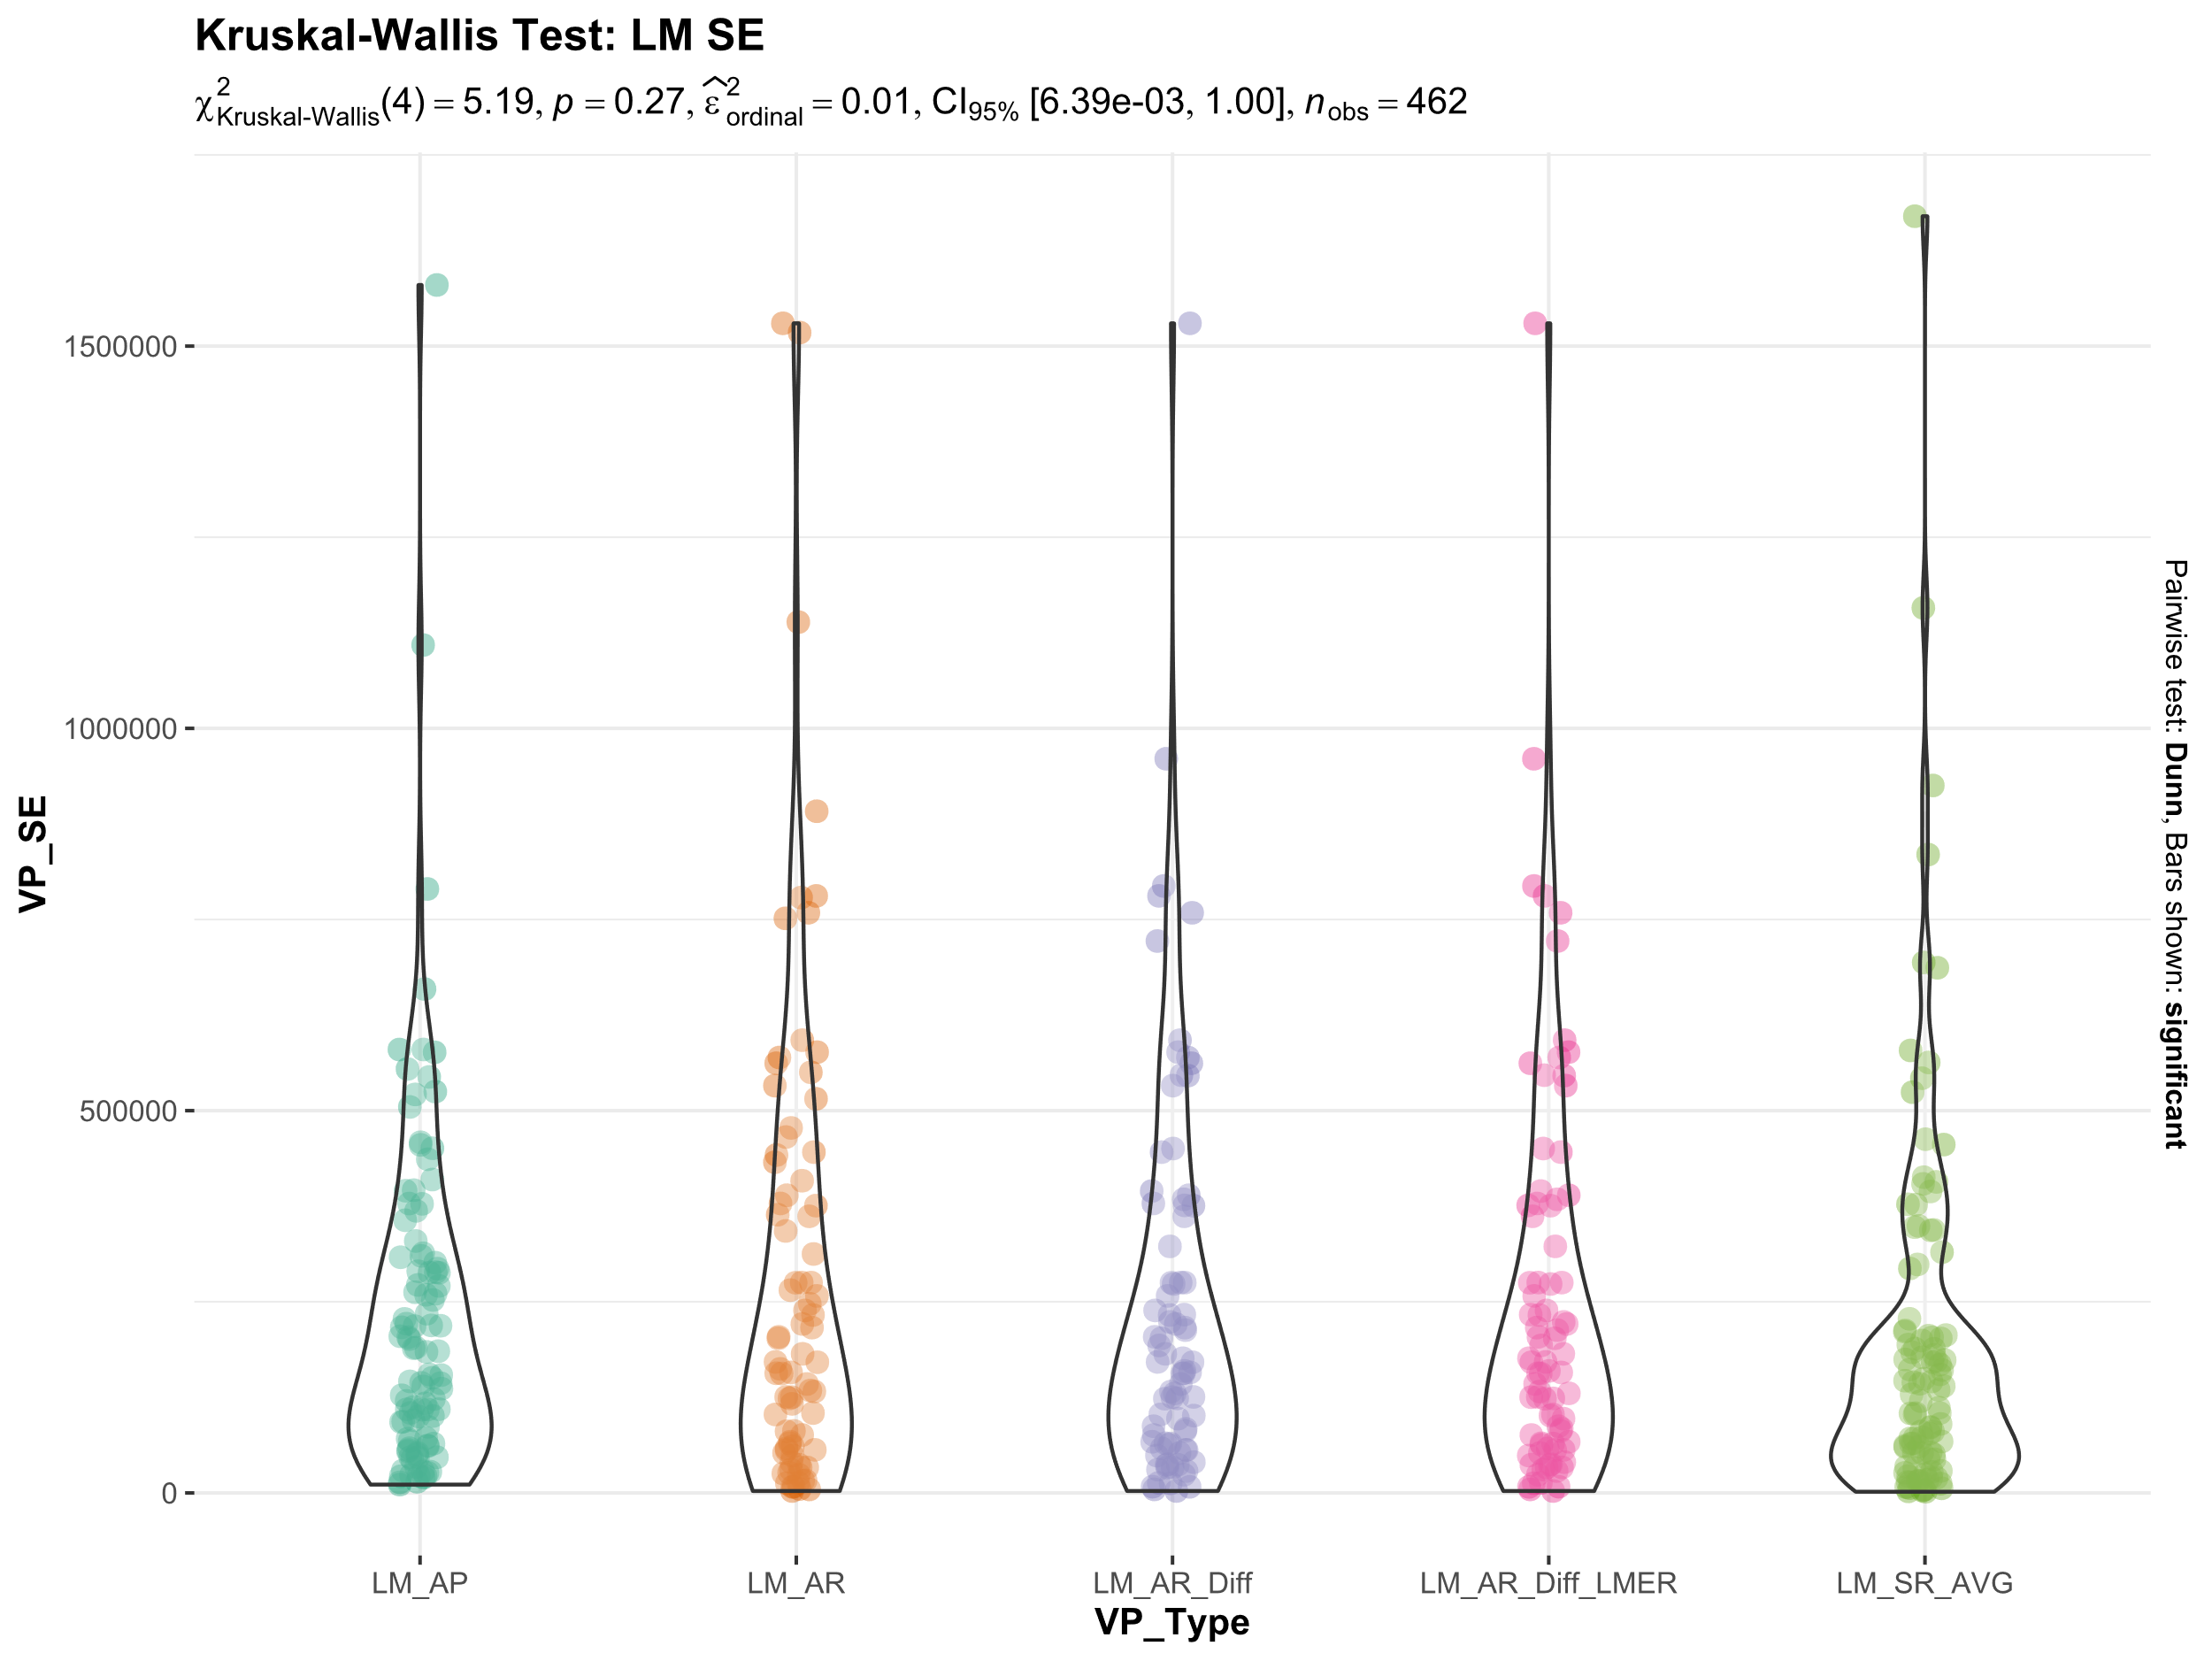 Kruskal-Wallis Test: LM SE
χ²Kruskal-Wallis(4) = 5.19, p = 0.27, ε̂²ordinal = 0.01, CI95% [6.39e-03, 1.00], nobs = 462
1500000
1000000
500000
0
VP_SE
LM_AP LM_AR LM_AR_Diff LM_AR_Diff_LMER LM_SR_AVG
VP_Type
Pairwise test: Dunn, Bars shown: significant